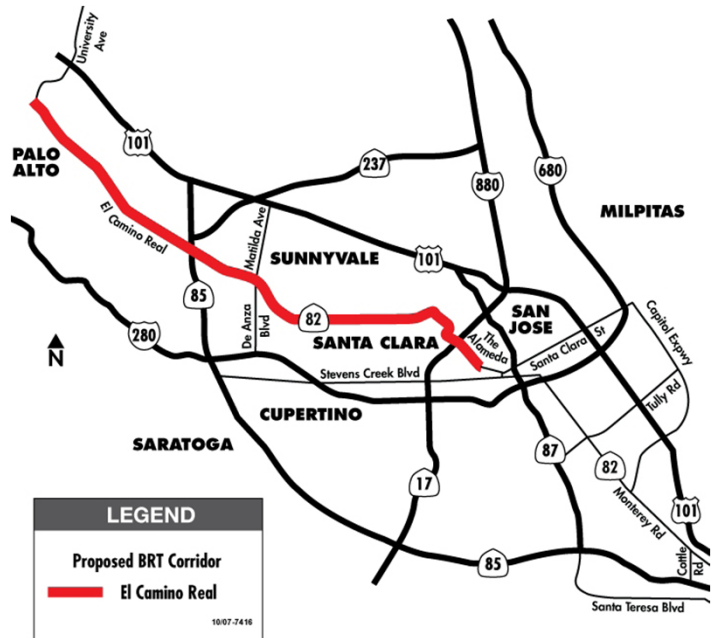 University
Ave
101
PALO
ALTO
237
880
680
MILPITAS
El Camino Real
Matilda Ave
SUNNYVALE
101
85
De Anza
Blvd
82
SANTA CLARA
The
Alameda
SAN
JOSE
Santa Clara St
Capitol Expwy
280
N
Stevens Creek Blvd
Tully Rd
CUPERTINO
SARATOGA
17
87
82
Monterey Rd
101
85
Cottle
Rd
Santa Teresa Blvd
LEGEND
Proposed BRT Corridor
El Camino Real
10/07-7416